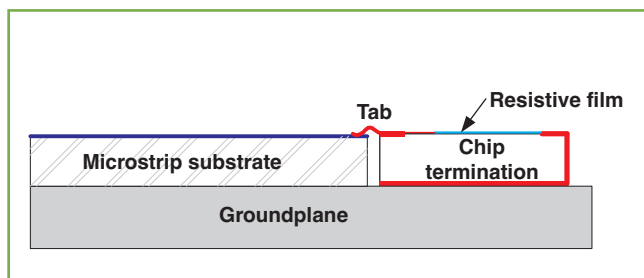 Resistive film
Tab
Microstrip substrate
Chip
termination
Groundplane